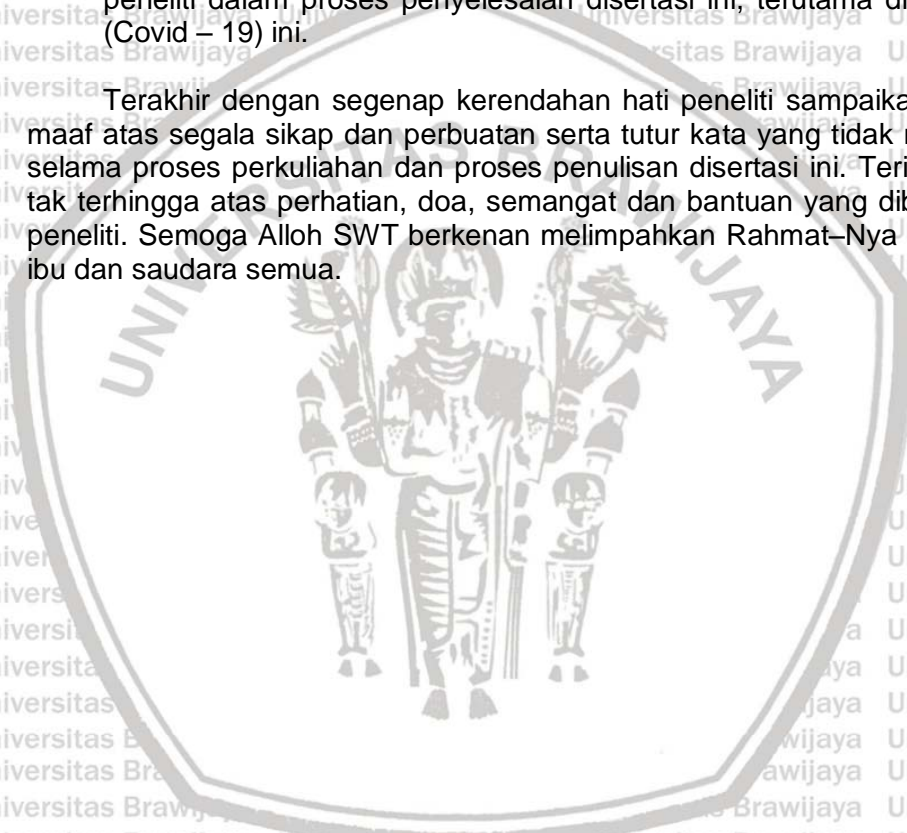 peneliti dalam proses penyelesaian disertasi ini, terutama di
(Covid – 19) ini.
Terakhir dengan segenap kerendahan hati peneliti sampaika
maaf atas segala sikap dan perbuatan serta tutur kata yang tidak
selama proses perkuliahan dan proses penulisan disertasi ini. Teri
tak terhingga atas perhatian, doa, semangat dan bantuan yang dib
peneliti. Semoga Alloh SWT berkenan melimpahkan Rahmat–Nya
ibu dan saudara semua.
UNIVERSITAS BRAWIJAYA